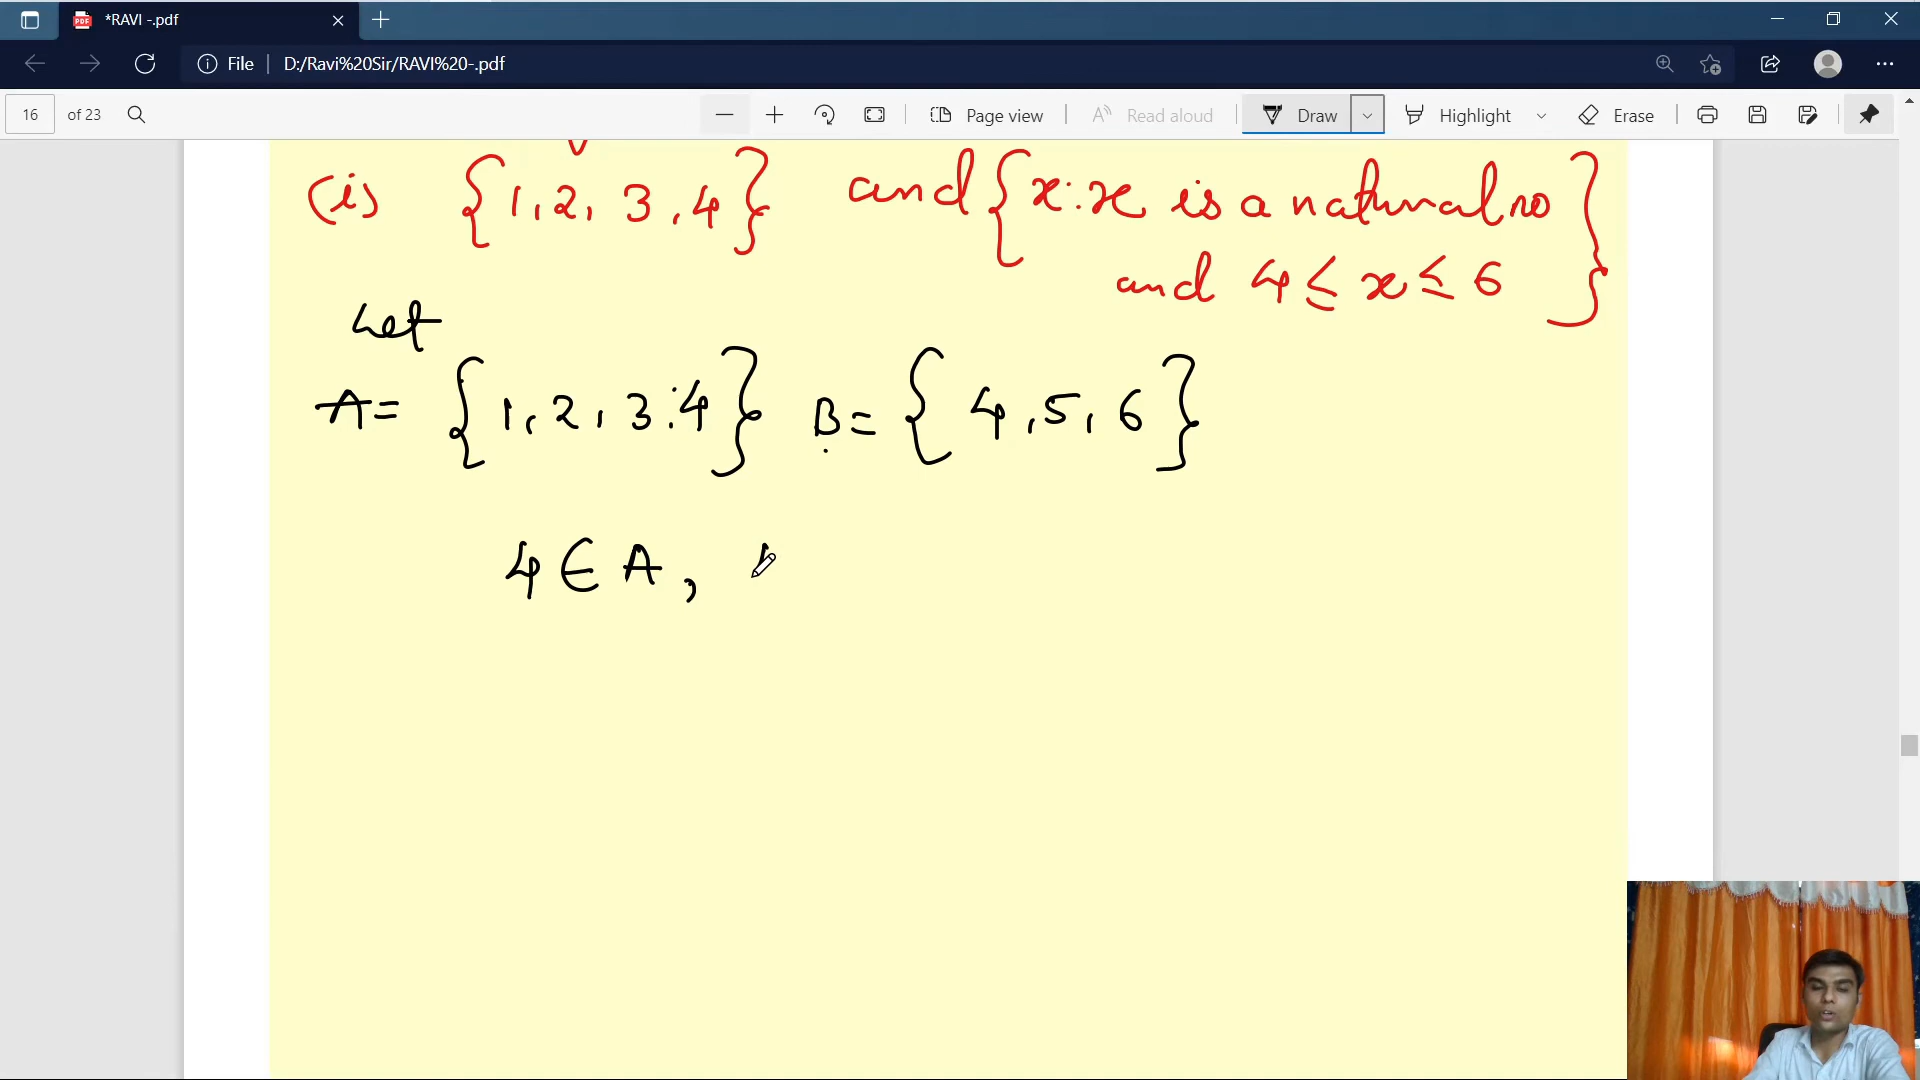 *RAVI -.pdf
File D:/Ravi%20Sir/RAVI%20-.pdf
16 of 23 Page view Read aloud Draw Highlight Erase
(is {1, 2, 3, 4} and {x : x is a natural no
and 4 ≤ x ≤ 6}
Let
A = {1, 2, 3 : 4} B = {4, 5, 6}
4 ∈ A,